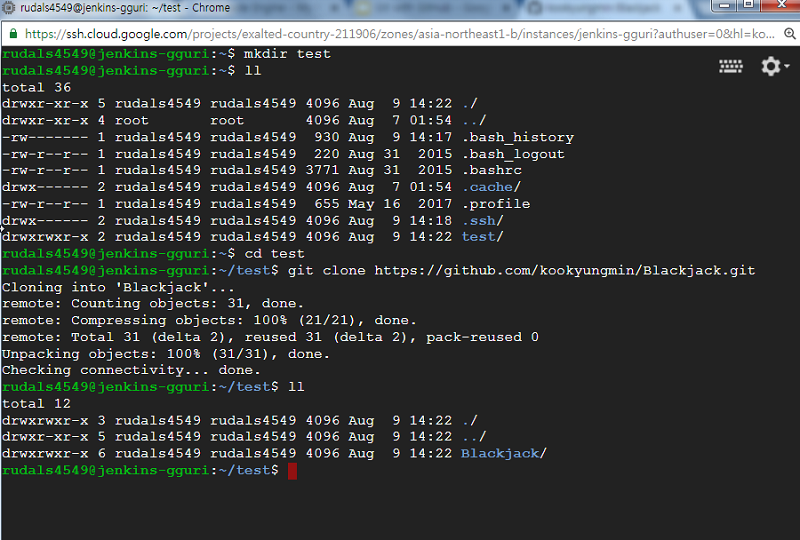 rudals4549@jenkins-gguri: ~/test - Chrome
https://ssh.cloud.google.com/projects/exalted-country-211906/zones/asia-northeast1-b/instances/jenkins-gguri?authuser=0&hl=ko...
rudals4549@jenkins-gguri:~$ mkdir test
rudals4549@jenkins-gguri:~$ ll
total 36
drwxr-xr-x 5 rudals4549 rudals4549 4096 Aug  9 14:22 ./
drwxr-xr-x 4 root       root       4096 Aug  7 01:54 ../
-rw------- 1 rudals4549 rudals4549  930 Aug  9 14:17 .bash_history
-rw-r--r-- 1 rudals4549 rudals4549  220 Aug 31  2015 .bash_logout
-rw-r--r-- 1 rudals4549 rudals4549 3771 Aug 31  2015 .bashrc
drwx------ 2 rudals4549 rudals4549 4096 Aug  7 01:54 .cache/
-rw-r--r-- 1 rudals4549 rudals4549  655 May 16  2017 .profile
drwx------ 2 rudals4549 rudals4549 4096 Aug  9 14:18 .ssh/
drwxrwxr-x 2 rudals4549 rudals4549 4096 Aug  9 14:22 test/
rudals4549@jenkins-gguri:~$ cd test
rudals4549@jenkins-gguri:~/test$ git clone https://github.com/kookyungmin/Blackjack.git
Cloning into 'Blackjack'...
remote: Counting objects: 31, done.
remote: Compressing objects: 100% (21/21), done.
remote: Total 31 (delta 2), reused 31 (delta 2), pack-reused 0
Unpacking objects: 100% (31/31), done.
Checking connectivity... done.
rudals4549@jenkins-gguri:~/test$ ll
total 12
drwxrwxr-x 3 rudals4549 rudals4549 4096 Aug  9 14:22 ./
drwxr-xr-x 5 rudals4549 rudals4549 4096 Aug  9 14:22 ../
drwxrwxr-x 6 rudals4549 rudals4549 4096 Aug  9 14:22 Blackjack/
rudals4549@jenkins-gguri:~/test$